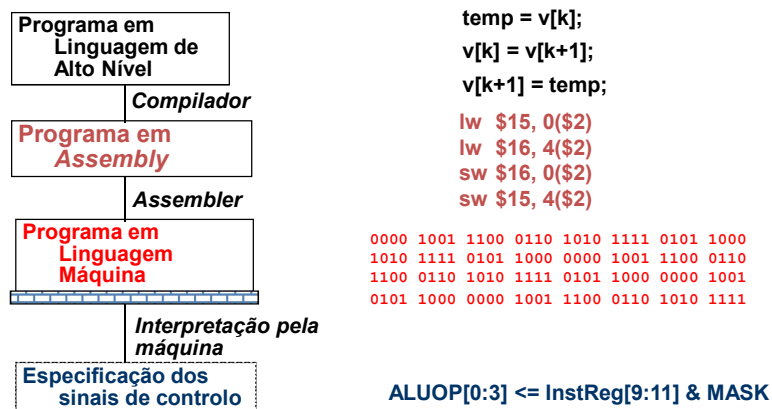 Programa em
Linguagem de
Alto Nível
Compilador
Programa em
Assembly
Assembler
Programa em
Linguagem
Máquina
Interpretação pela
máquina
Especificação dos
sinais de controlo
temp = v[k];
v[k] = v[k+1];
v[k+1] = temp;
lw $15, 0($2)
lw $16, 4($2)
sw $16, 0($2)
sw $15, 4($2)
0000 1001 1100 0110 1010 1111 0101 1000
1010 1111 0101 1000 0000 1001 1100 0110
1100 0110 1010 1111 0101 1000 0000 1001
0101 1000 0000 1001 1100 0110 1010 1111
ALUOP[0:3] <= InstReg[9:11] & MASK